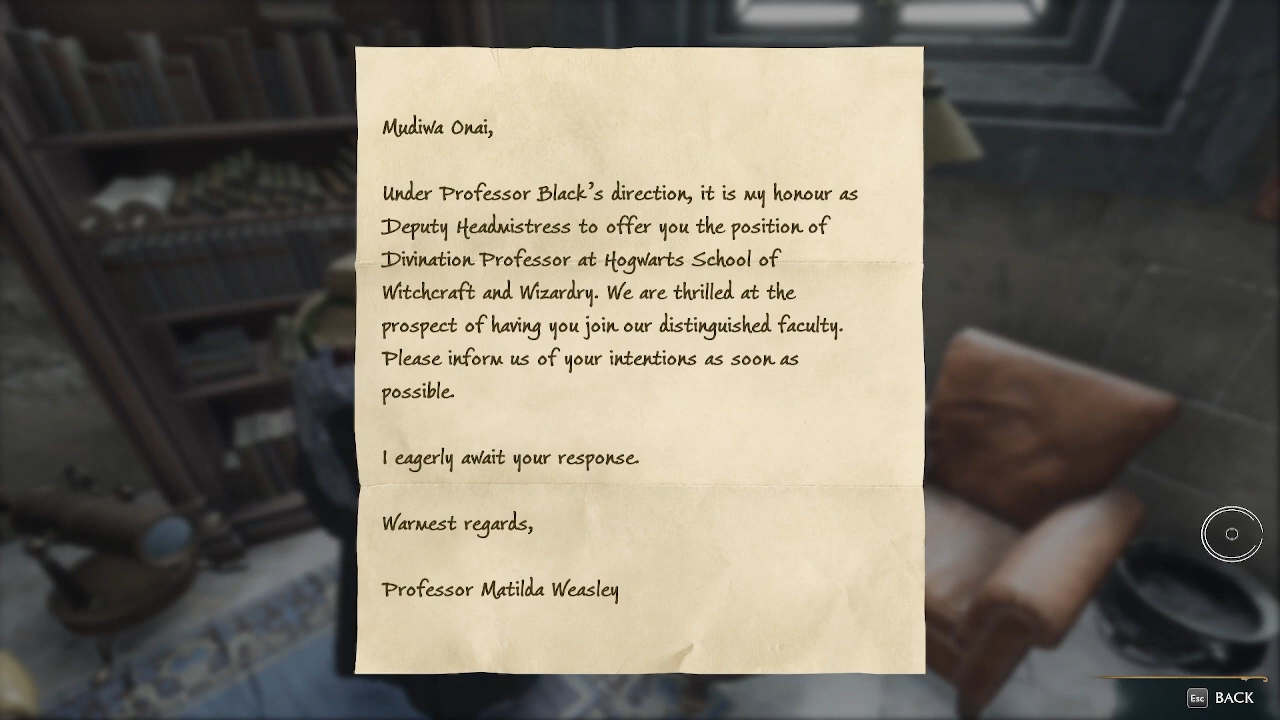 Mudiwa Onai,
Under Professor Black's direction, it is my honour as
Deputy Headmistress to offer you the position of
Divination Professor at Hogwarts School of
Witchcraft and Wizardry. We are thrilled at the
prospect of having you join our distinguished faculty.
Please inform us of your intentions as soon as
possible.
I eagerly await your response.
Warmest regards,
Professor Matilda Weasley
Esc BACK